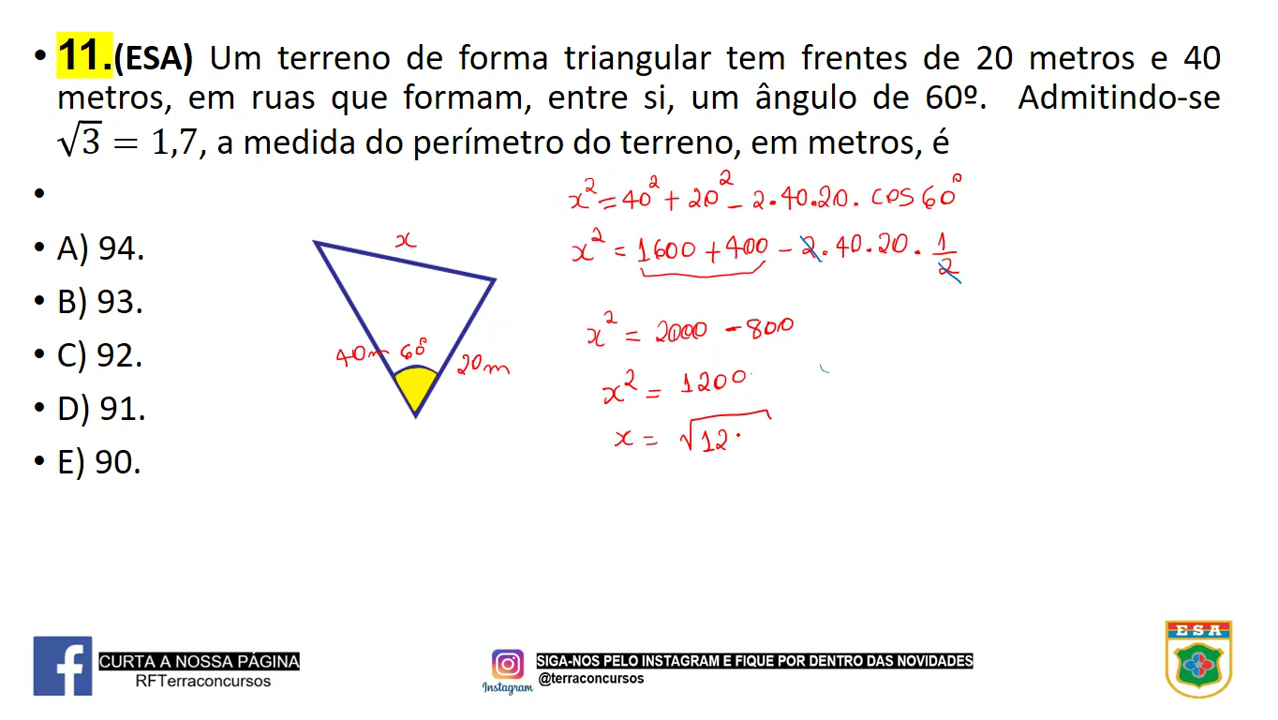 • 11.(ESA) Um terreno de forma triangular tem frentes de 20 metros e 40
metros, em ruas que formam, entre si, um ângulo de 60º. Admitindo-se
√3 = 1,7, a medida do perímetro do terreno, em metros, é
•
• A) 94.
• B) 93.
• C) 92.
• D) 91.
• E) 90.
x
40m 60° 20m
x² = 40² + 20² - 2·40·20· cos 60°
x² = 1600 + 400 - 2·40·20· 1/2
x² = 2000 - 800
x² = 1200
x = √12·
CURTA A NOSSA PÁGINA
RFTerraconcursos
Instagram
SIGA-NOS PELO INSTAGRAM E FIQUE POR DENTRO DAS NOVIDADES
@terraconcursos
ESA